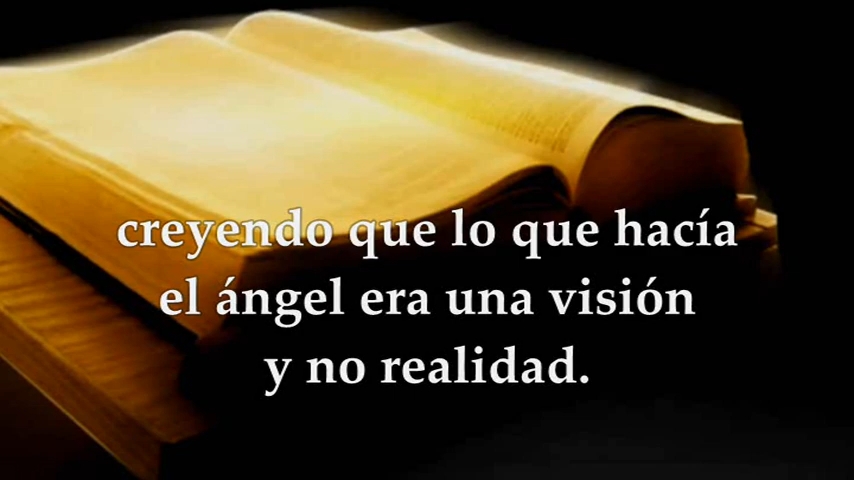 creyendo que lo que hacía
el ángel era una visión
y no realidad.